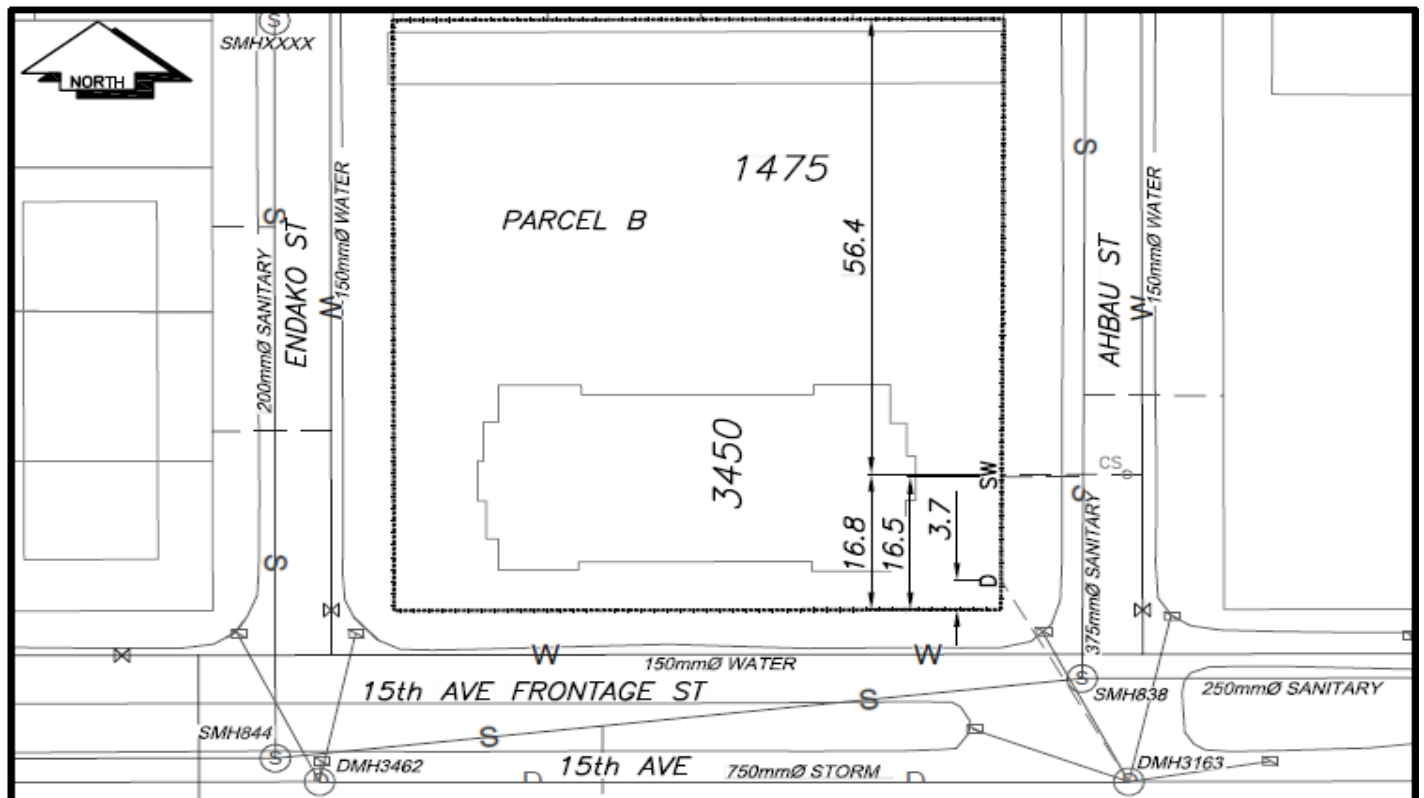 SMHXXXX
NORTH
1475
PARCEL B
56.4
S
S
150mmØ WATER
200mmØ SANITARY
ENDAKO ST
W
AHBAU ST
150mmØ WATER
W
3450
CS
SW
S
16.8
16.5
3.7
D
375mmØ SANITARY
S
W
W
150mmØ WATER
15th AVE FRONTAGE ST
S
S
SMH838
250mmØ SANITARY
S
SMH844
S
S
DMH3462
15th AVE
750mmØ STORM
DMH3163
D
D
D
D